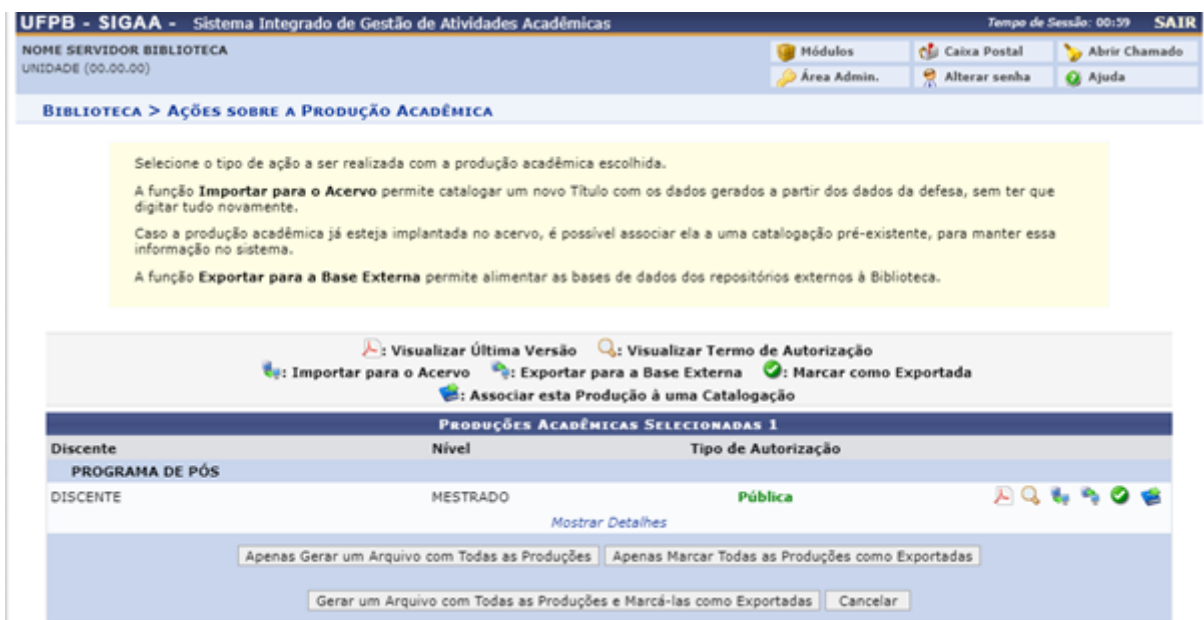 UFPB - SIGAA - Sistema Integrado de Gestão de Atividades Acadêmicas Tempo de Sessão: 00:59 SAIR
NOME SERVIDOR BIBLIOTECA Módulos Caixa Postal Abrir Chamado
UNIDADE (00.00.00) Área Admin. Alterar senha Ajuda
BIBLIOTECA > AÇÕES SOBRE A PRODUÇÃO ACADÊMICA
Selecione o tipo de ação a ser realizada com a produção acadêmica escolhida.
A função Importar para o Acervo permite catalogar um novo Título com os dados gerados a partir dos dados da defesa, sem ter que
digitar tudo novamente.
Caso a produção acadêmica já esteja implantada no acervo, é possível associar ela a uma catalogação pré-existente, para manter essa
informação no sistema.
A função Exportar para a Base Externa permite alimentar as bases de dados dos repositórios externos à Biblioteca.
: Visualizar Última Versão : Visualizar Termo de Autorização
: Importar para o Acervo : Exportar para a Base Externa : Marcar como Exportada
: Associar esta Produção à uma Catalogação
PRODUÇÕES ACADÊMICAS SELECIONADAS 1
Discente Nível Tipo de Autorização
PROGRAMA DE PÓS
DISCENTE MESTRADO Pública
Mostrar Detalhes
Apenas Gerar um Arquivo com Todas as Produções Apenas Marcar Todas as Produções como Exportadas
Gerar um Arquivo com Todas as Produções e Marcá-las como Exportadas Cancelar